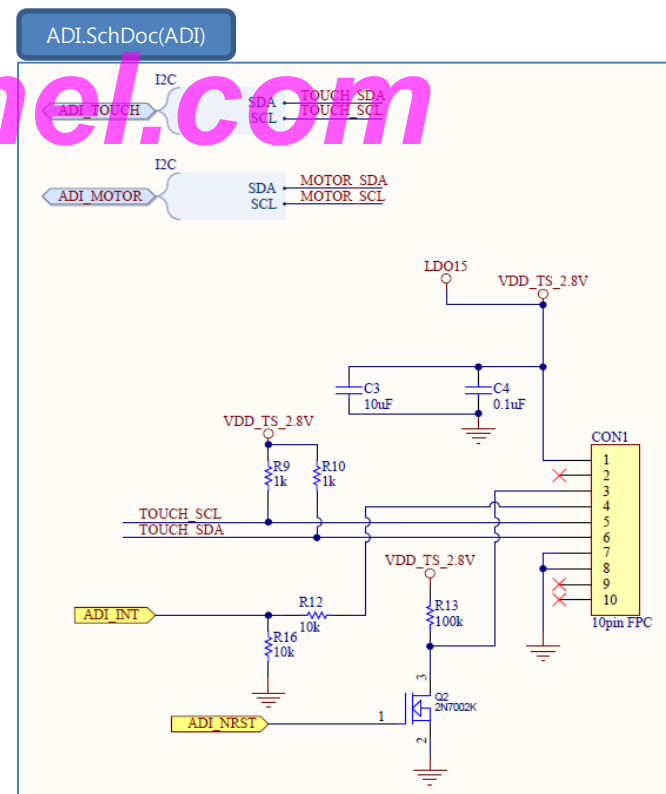 ADI.SchDoc(ADI)
nel.com
I2C
ADI_TOUCH
SDA
TOUCH_SDA
SCL
TOUCH_SCL
I2C
ADI_MOTOR
SDA
MOTOR_SDA
SCL
MOTOR_SCL
LDO15
VDD_TS_2.8V
C3
10uF
C4
0.1uF
VDD_TS_2.8V
R9
1k
R10
1k
CON1
1
2
3
4
5
6
7
8
9
10
10pin FPC
TOUCH_SCL
TOUCH_SDA
VDD_TS_2.8V
ADI_INT
R12
10k
R13
100k
R16
10k
3
Q2
2N7002K
1
ADI_NRST
2